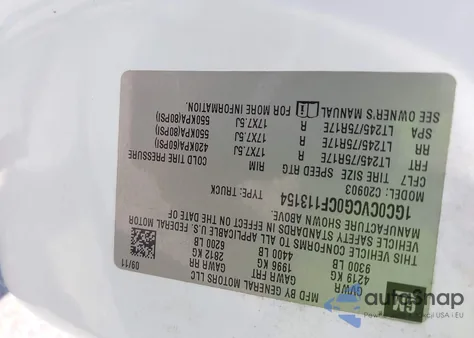 MFD BY GENERAL MOTORS LLC
09/11
GVWR GAWR FRT GAWR RR
4219 KG 1996 KG 2812 KG
9300 LB 4400 LB 6200 LB
THIS VEHICLE CONFORMS TO ALL APPLICABLE U.S. FEDERAL MOTOR
VEHICLE SAFETY STANDARDS IN EFFECT ON THE DATE OF
MANUFACTURE SHOWN ABOVE.
1GC0CVCG0CF113154 TYPE: TRUCK
MODEL: C20903
CFL7 TIRE SIZE SPEED RTG RIM COLD TIRE PRESSURE
FRT LT245/75R17E R 17X7.5J 420KPA(60PSI)
RR LT245/75R17E R 17X7.5J 550KPA(80PSI)
SPA LT245/75R17E R 17X7.5J 550KPA(80PSI)
SEE OWNER'S MANUAL FOR MORE INFORMATION.
GM
autoAstap